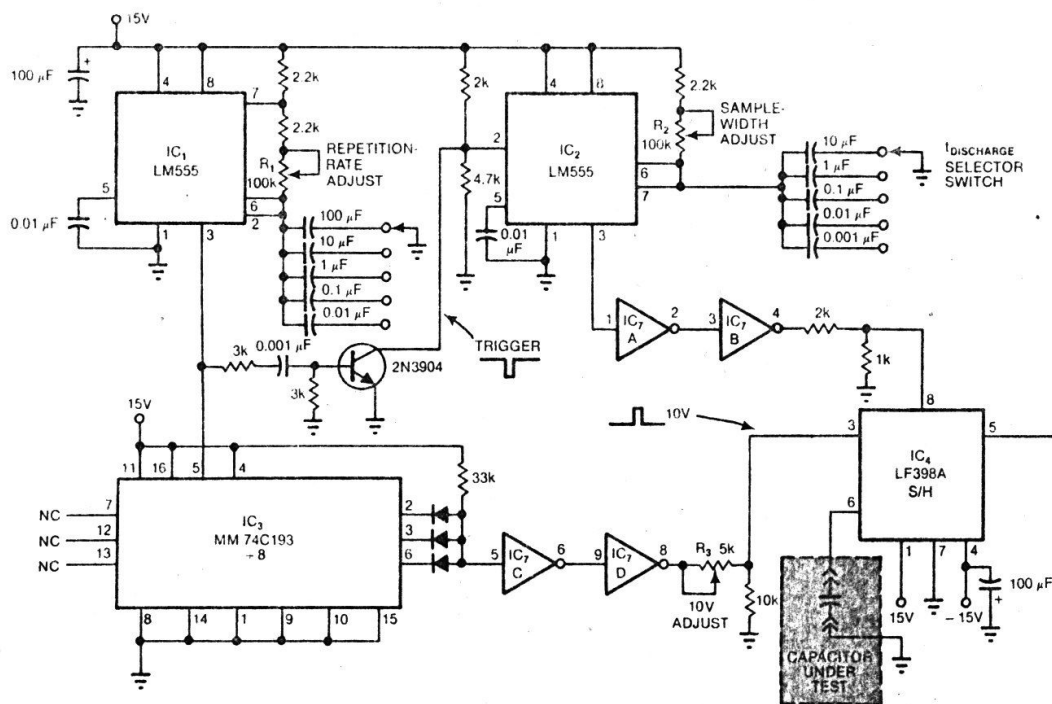 15V
100 μF
+
4
8
7
2.2k
2.2k
IC1
LM555
R1
100k
REPETITION-
RATE
ADJUST
5
0.01 μF
1
3
6
2
100 μF
10 μF
1 μF
0.1 μF
0.01 μF
2k
4.7k
2
4
8
IC2
LM555
5
0.01
μF
1
3
6
7
2.2k
R2
100k
SAMPLE-
WIDTH
ADJUST
10 μF
1 μF
0.1 μF
0.01 μF
0.001 μF
tDISCHARGE
SELECTOR
SWITCH
3k
0.001 μF
3k
2N3904
TRIGGER
1
IC7
A
2
3
IC7
B
4
2k
1k
15V
11
16
5
4
33k
NC
7
NC
12
NC
13
IC3
MM 74C193
÷ 8
2
3
6
8
14
1
9
10
15
5
IC7
C
6
9
IC7
D
8
R3
5k
10V
ADJUST
10k
10V
8
3
5
IC4
LF398A
S/H
6
1
7
4
15V
- 15V
100 μF
+
CAPACITOR
UNDER
TEST